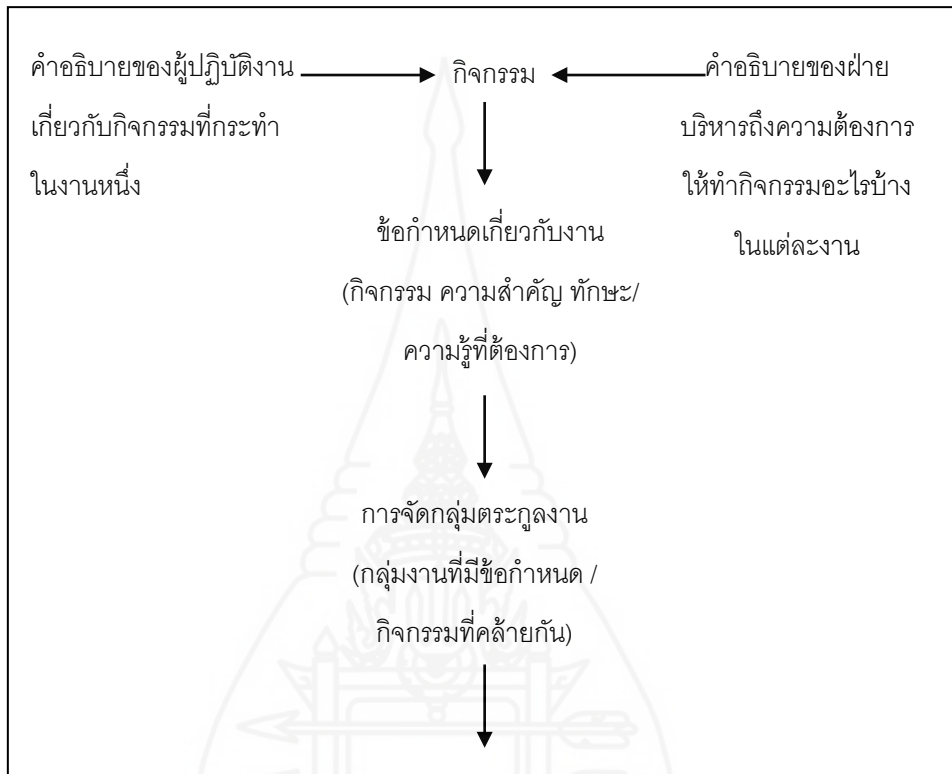 คำอธิบายของผู้ปฏิบัติงาน
เกี่ยวกับกิจกรรมที่กระทำ
ในงานหนึ่ง
กิจกรรม
คำอธิบายของฝ่าย
บริหารถึงความต้องการ
ให้ทำกิจกรรมอะไรบ้าง
ในแต่ละงาน
ข้อกำหนดเกี่ยวกับงาน
(กิจกรรม ความสำคัญ ทักษะ/
ความรู้ที่ต้องการ)
การจัดกลุ่มตระกูลงาน
(กลุ่มงานที่มีข้อกำหนด /
กิจกรรมที่คล้ายกัน)